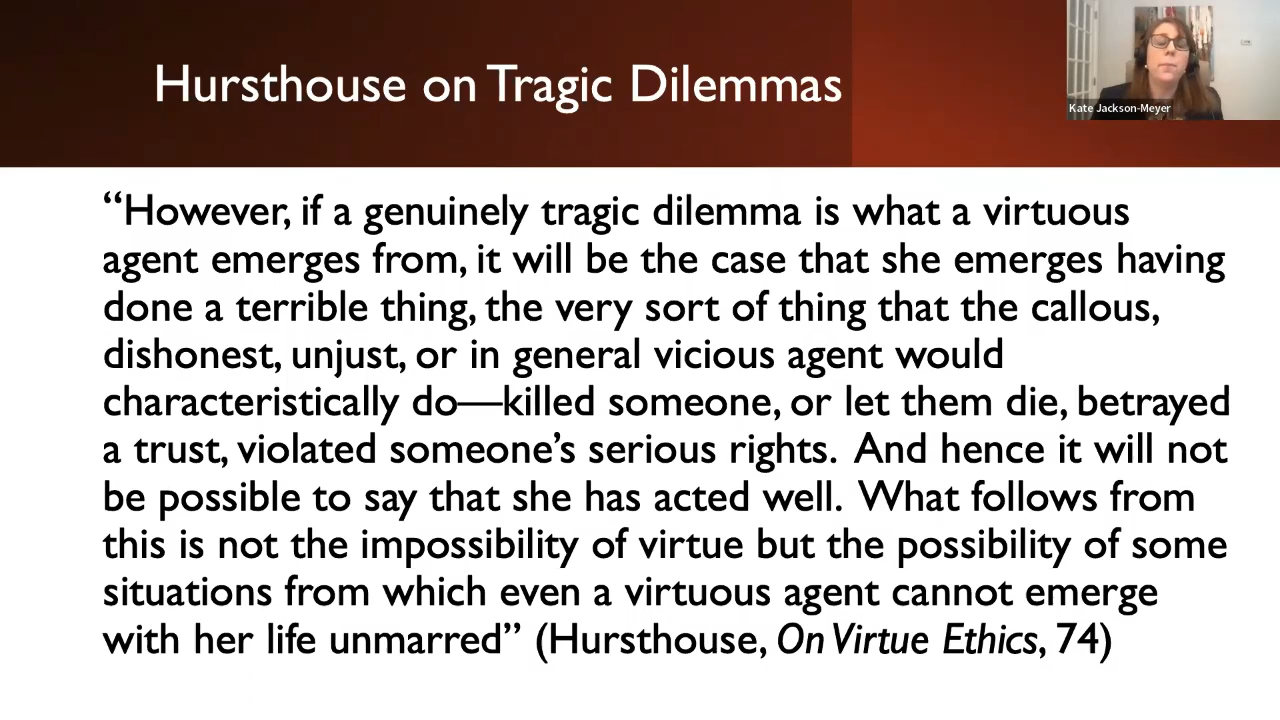 Hursthouse on Tragic Dilemmas
Kate Jackson-Meyer
“However, if a genuinely tragic dilemma is what a virtuous
agent emerges from, it will be the case that she emerges having
done a terrible thing, the very sort of thing that the callous,
dishonest, unjust, or in general vicious agent would
characteristically do—killed someone, or let them die, betrayed
a trust, violated someone’s serious rights. And hence it will not
be possible to say that she has acted well. What follows from
this is not the impossibility of virtue but the possibility of some
situations from which even a virtuous agent cannot emerge
with her life unmarred” (Hursthouse, On Virtue Ethics, 74)